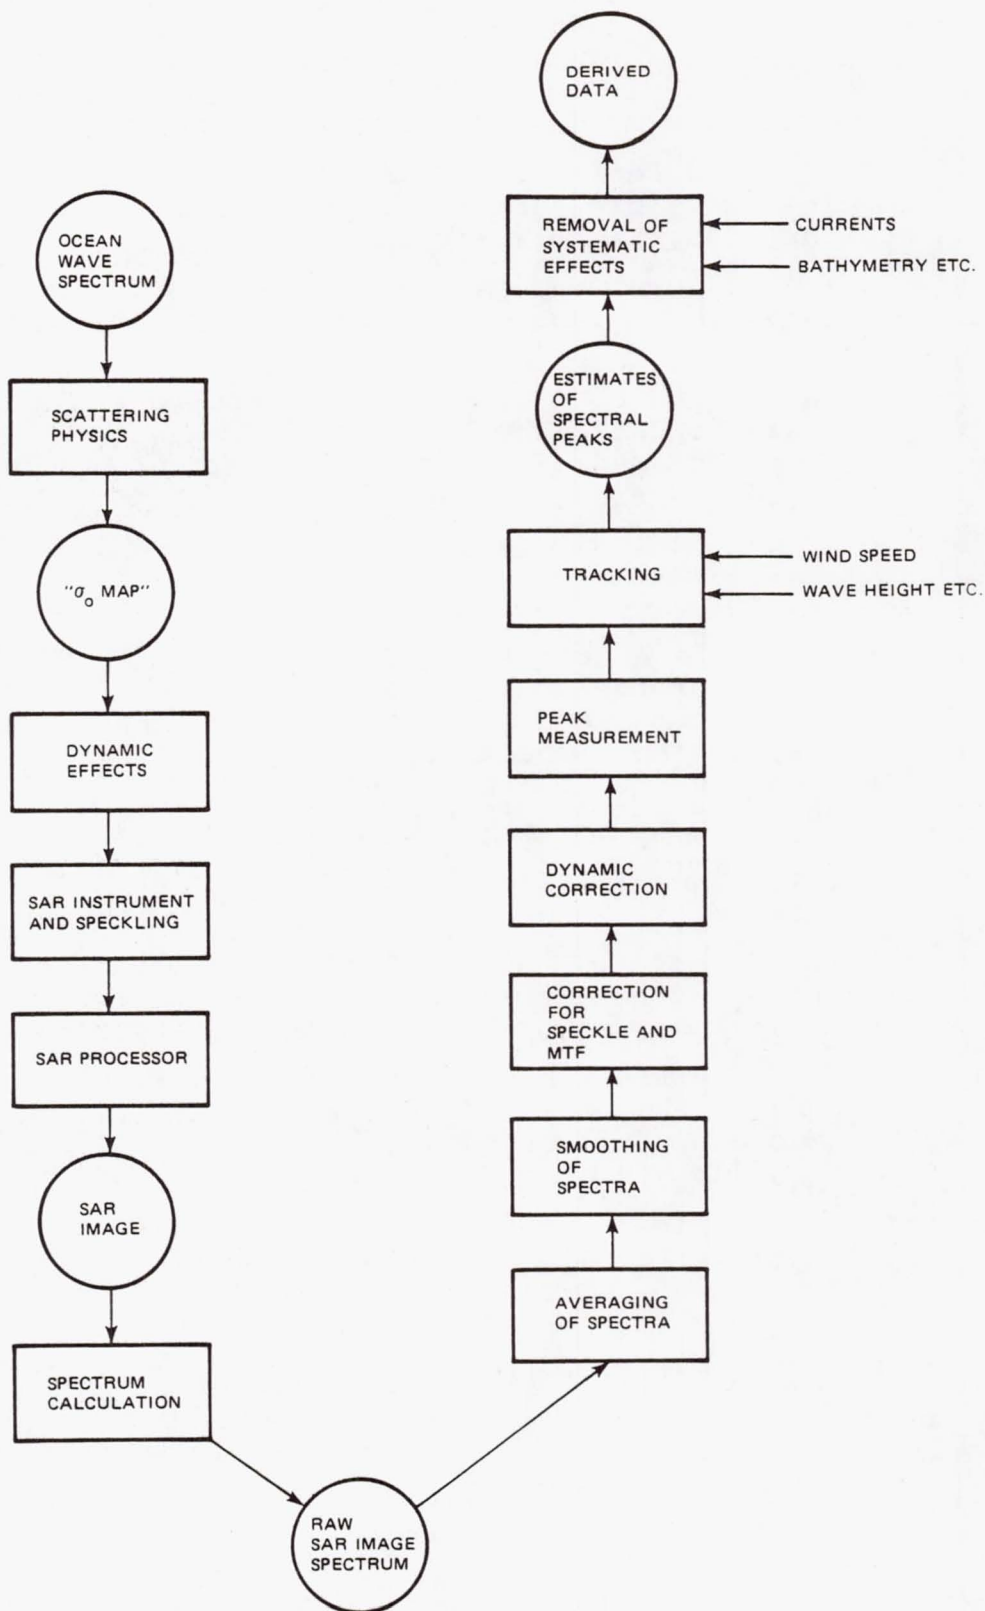 OCEAN
WAVE
SPECTRUM
SCATTERING
PHYSICS
"σo MAP"
DYNAMIC
EFFECTS
SAR INSTRUMENT
AND SPECKLING
SAR PROCESSOR
SAR
IMAGE
SPECTRUM
CALCULATION
RAW
SAR IMAGE
SPECTRUM
AVERAGING
OF SPECTRA
SMOOTHING
OF
SPECTRA
CORRECTION
FOR
SPECKLE AND
MTF
DYNAMIC
CORRECTION
PEAK
MEASUREMENT
TRACKING
WIND SPEED
WAVE HEIGHT ETC.
ESTIMATES
OF
SPECTRAL
PEAKS
REMOVAL OF
SYSTEMATIC
EFFECTS
CURRENTS
BATHYMETRY ETC.
DERIVED
DATA